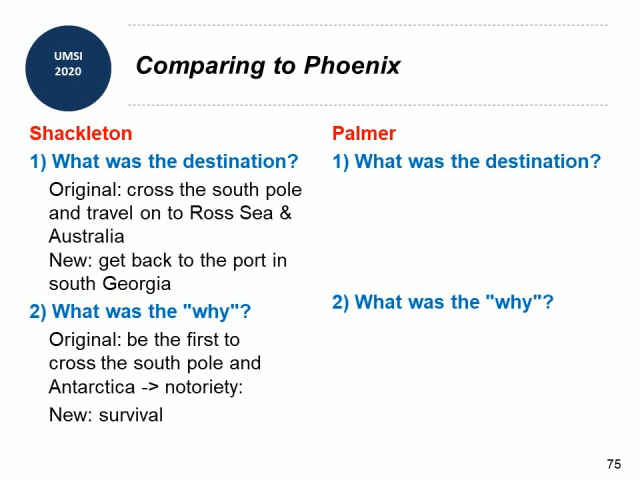 UMSI
2020
Comparing to Phoenix
Shackleton
1) What was the destination?
Original: cross the south pole
and travel on to Ross Sea &
Australia
New: get back to the port in
south Georgia
2) What was the "why"?
Original: be the first to
cross the south pole and
Antarctica -> notoriety:
New: survival
Palmer
1) What was the destination?
2) What was the "why"?
75